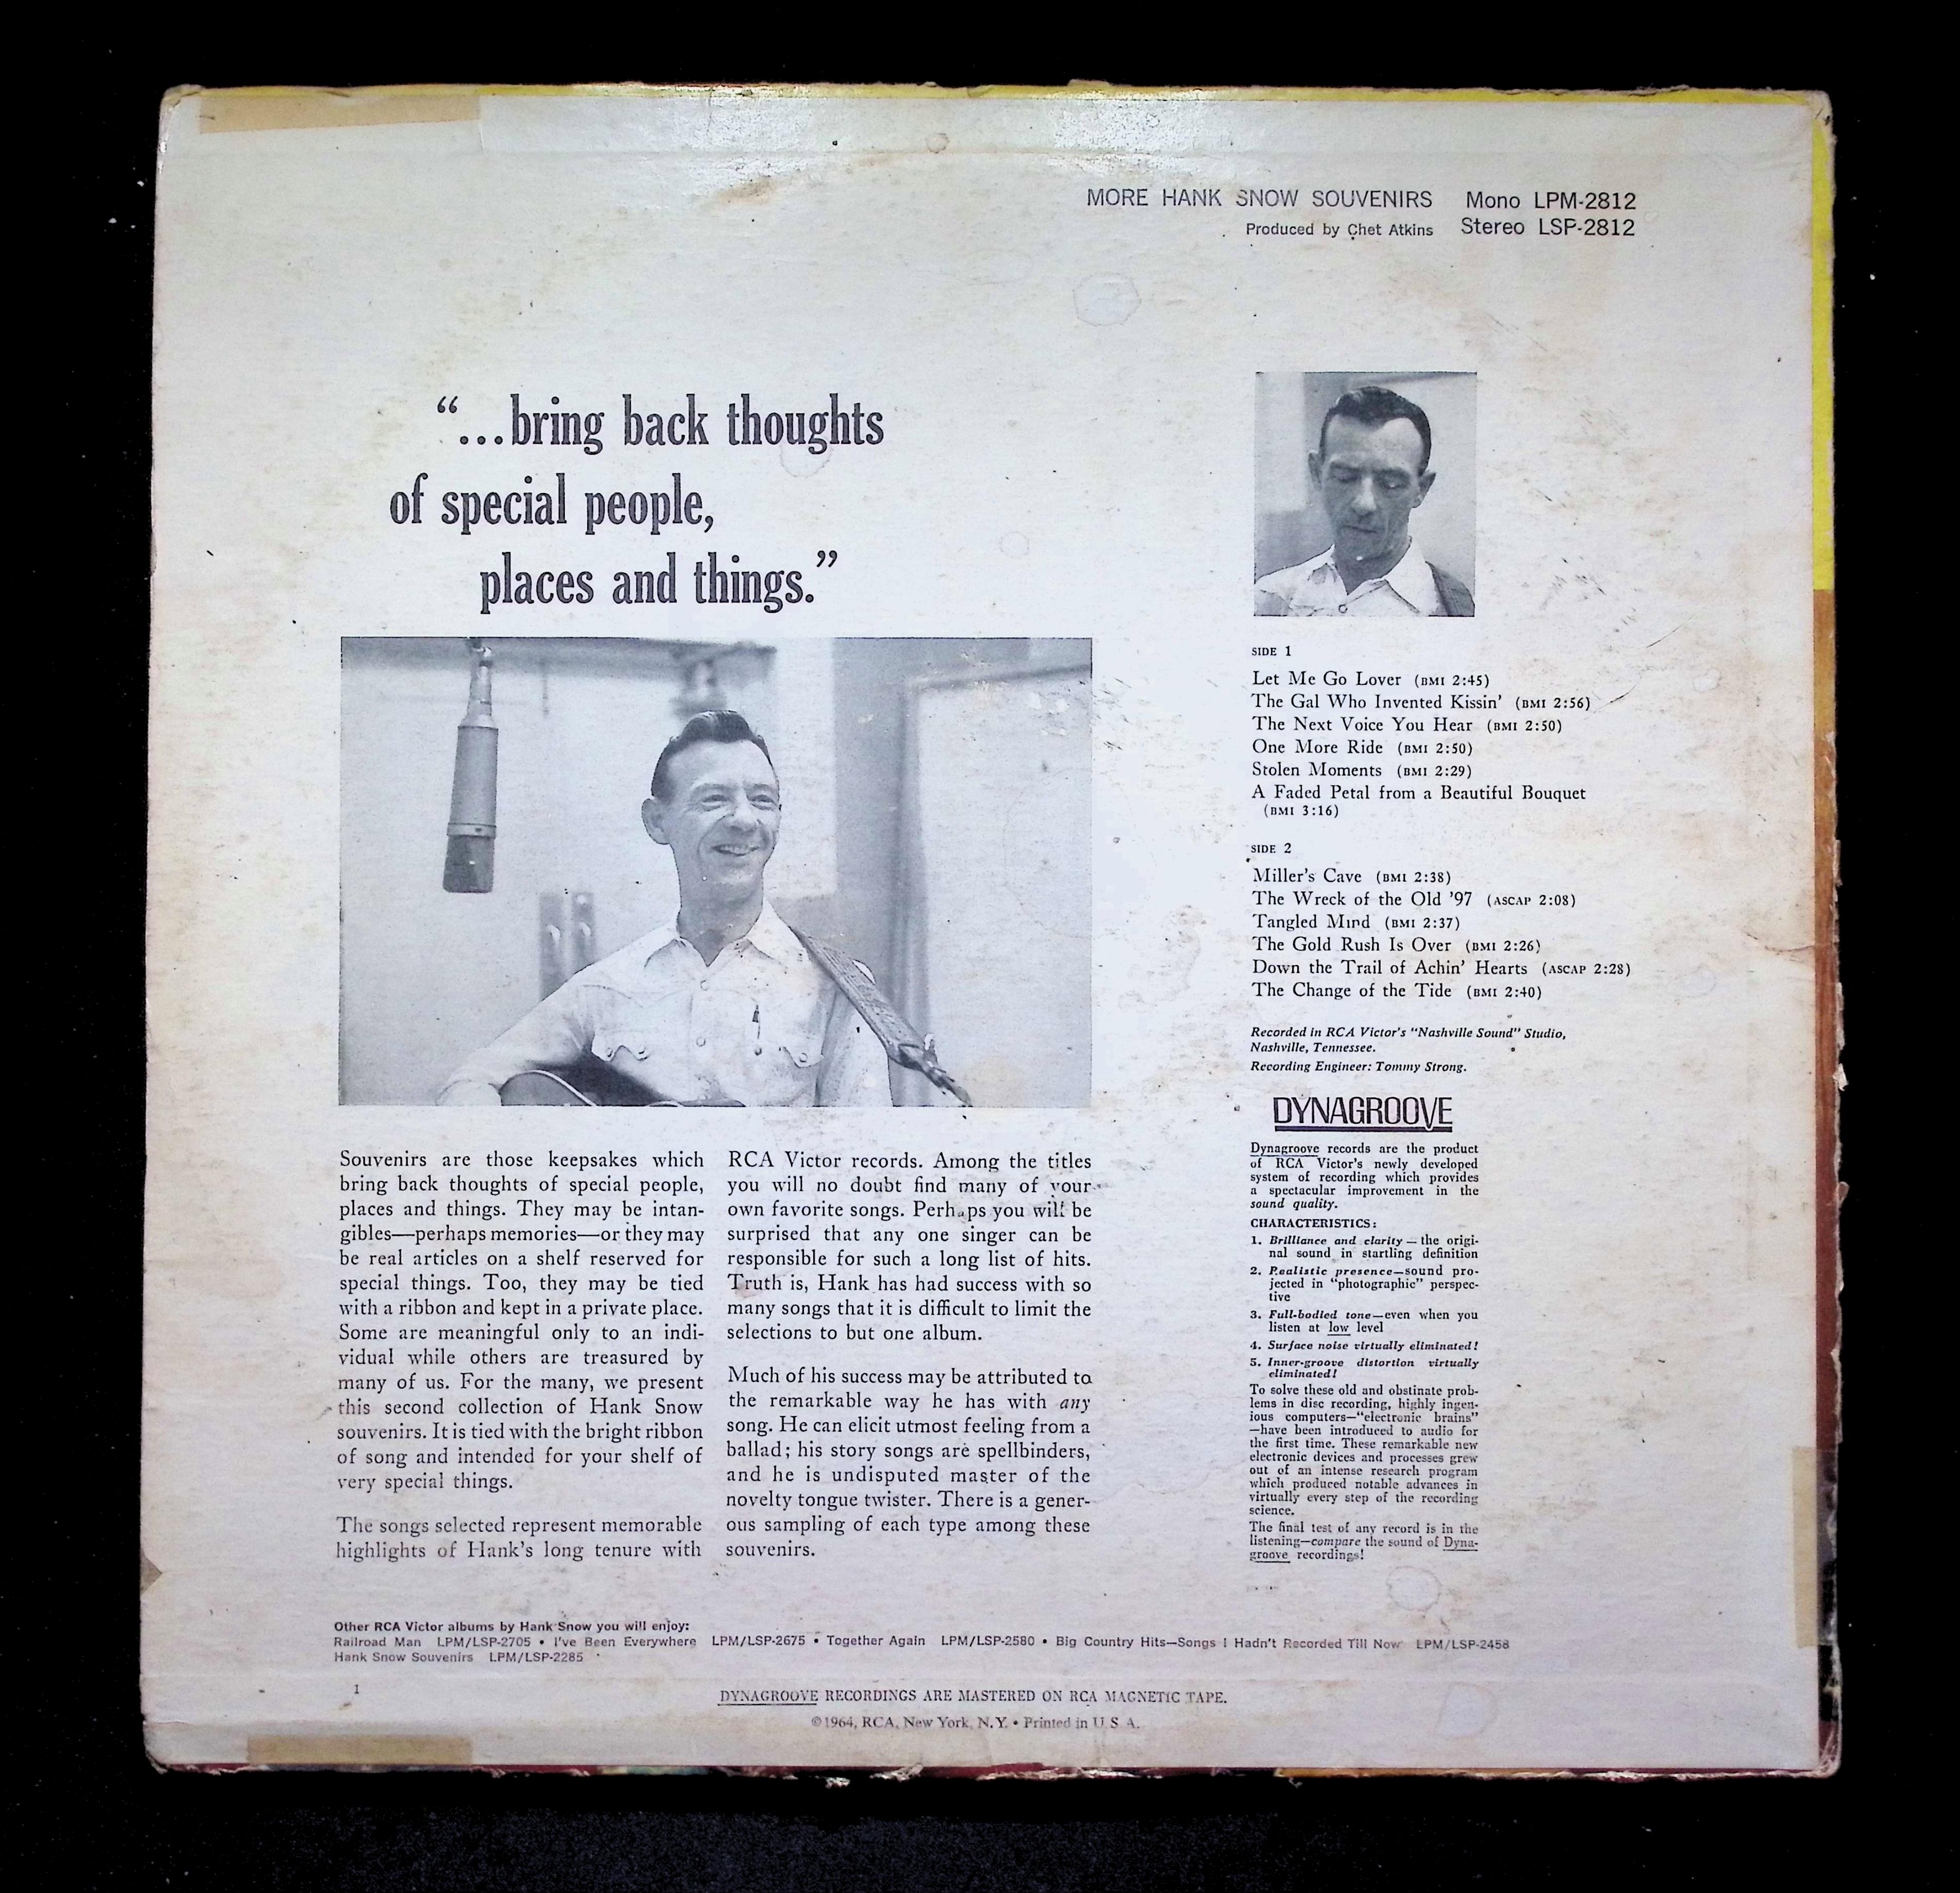 MORE HANK SNOW SOUVENIRS Mono LPM-2812
Produced by Chet Atkins Stereo LSP-2812
“...bring back thoughts
of special people,
places and things.”
Souvenirs are those keepsakes which
bring back thoughts of special people,
places and things. They may be intan-
gibles—perhaps memories—or they may
be real articles on a shelf reserved for
special things. Too, they may be tied
with a ribbon and kept in a private place.
Some are meaningful only to an indi-
vidual while others are treasured by
many of us. For the many, we present
this second collection of Hank Snow
souvenirs. It is tied with the bright ribbon
of song and intended for your shelf of
very special things.
The songs selected represent memorable
highlights of Hank’s long tenure with
RCA Victor records. Among the titles
you will no doubt find many of your
own favorite songs. Perhaps you will be
surprised that any one singer can be
responsible for such a long list of hits.
Truth is, Hank has had success with so
many songs that it is difficult to limit the
selections to but one album.
Much of his success may be attributed to
the remarkable way he has with any
song. He can elicit utmost feeling from a
ballad; his story songs are spellbinders,
and he is undisputed master of the
novelty tongue twister. There is a gener-
ous sampling of each type among these
souvenirs.
SIDE 1
Let Me Go Lover (BMI 2:45)
The Gal Who Invented Kissin’ (BMI 2:56)
The Next Voice You Hear (BMI 2:50)
One More Ride (BMI 2:50)
Stolen Moments (BMI 2:29)
A Faded Petal from a Beautiful Bouquet
(BMI 3:16)
SIDE 2
Miller’s Cave (BMI 2:38)
The Wreck of the Old ’97 (ASCAP 2:08)
Tangled Mind (BMI 2:37)
The Gold Rush Is Over (BMI 2:26)
Down the Trail of Achin’ Hearts (ASCAP 2:28)
The Change of the Tide (BMI 2:40)
Recorded in RCA Victor’s “Nashville Sound” Studio,
Nashville, Tennessee.
Recording Engineer: Tommy Strong.
DYNAGROOVE
Dynagroove records are the product
of RCA Victor’s newly developed
system of recording which provides
a spectacular improvement in the
sound quality.
CHARACTERISTICS:
1. Brilliance and clarity—the origi-
nal sound in startling definition
2. Realistic presence—sound pro-
jected in “photographic” perspec-
tive
3. Full-bodied tone—even when you
listen at low level
4. Surface noise virtually eliminated!
5. Inner-groove distortion virtually
eliminated!
To solve these old and obstinate prob-
lems in disc recording, highly ingen-
ious computers—“electronic brains”
—have been introduced to audio for
the first time. These remarkable new
electronic devices and processes grew
out of an intense research program
which produced notable advances in
virtually every step of the recording
science.
The final test of any record is in the
listening—compare the sound of Dyna-
groove recordings!
Other RCA Victor albums by Hank Snow you will enjoy:
Railroad Man LPM/LSP-2705 • I’ve Been Everywhere LPM/LSP-2675 • Together Again LPM/LSP-2580 • Big Country Hits—Songs I Hadn’t Recorded Till Now LPM/LSP-2458
Hank Snow Souvenirs LPM/LSP-2285
1
DYNAGROOVE RECORDINGS ARE MASTERED ON RCA MAGNETIC TAPE.
©1964, RCA, New York, N.Y. • Printed in U.S.A.